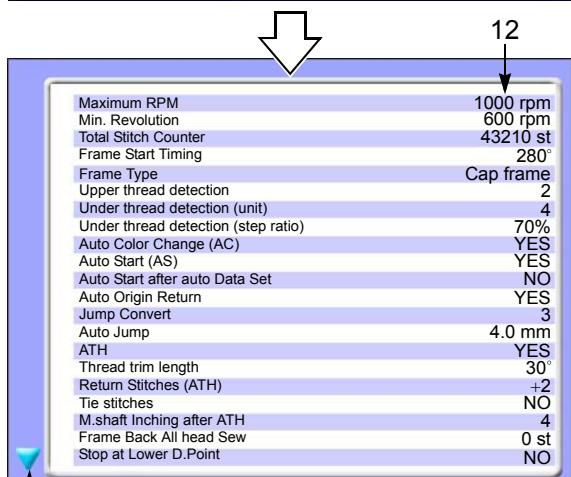 12
Maximum RPM 1000 rpm
Min. Revolution 600 rpm
Total Stitch Counter 43210 st
Frame Start Timing 280°
Frame Type Cap frame
Upper thread detection 2
Under thread detection (unit) 4
Under thread detection (step ratio) 70%
Auto Color Change (AC) YES
Auto Start (AS) YES
Auto Start after auto Data Set NO
Auto Origin Return YES
Jump Convert 3
Auto Jump 4.0 mm
ATH YES
Thread trim length 30°
Return Stitches (ATH) +2
Tie stitches NO
M.shaft Inching after ATH 4
Frame Back All head Sew 0 st
Stop at Lower D.Point NO